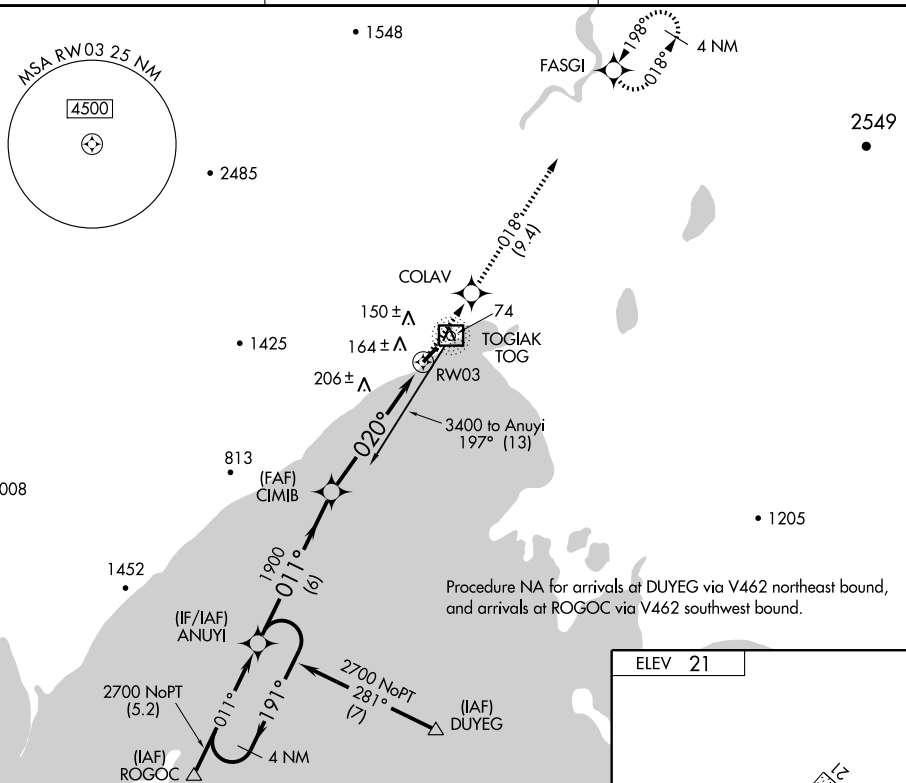 1548
FASGI
198°
018°
4 NM
MSA RW03 25 NM
4500
2549
2485
018°
(9.4)
COLAV
150 ±
74
1425
164 ±
TOGIAK
TOG
206 ±
RW03
020°
3400 to Anuyi
197° (13)
813
(FAF)
CIMIB
008
1205
1900
011°
(6)
1452
Procedure NA for arrivals at DUYEG via V462 northeast bound,
and arrivals at ROGOC via V462 southwest bound.
(IF/IAF)
ANUYI
ELEV 21
2700 NoPT
281°
(7)
2700 NoPT
(5.2)
011°
191°
(IAF)
DUYEG
4 NM
(IAF)
ROGOC
21